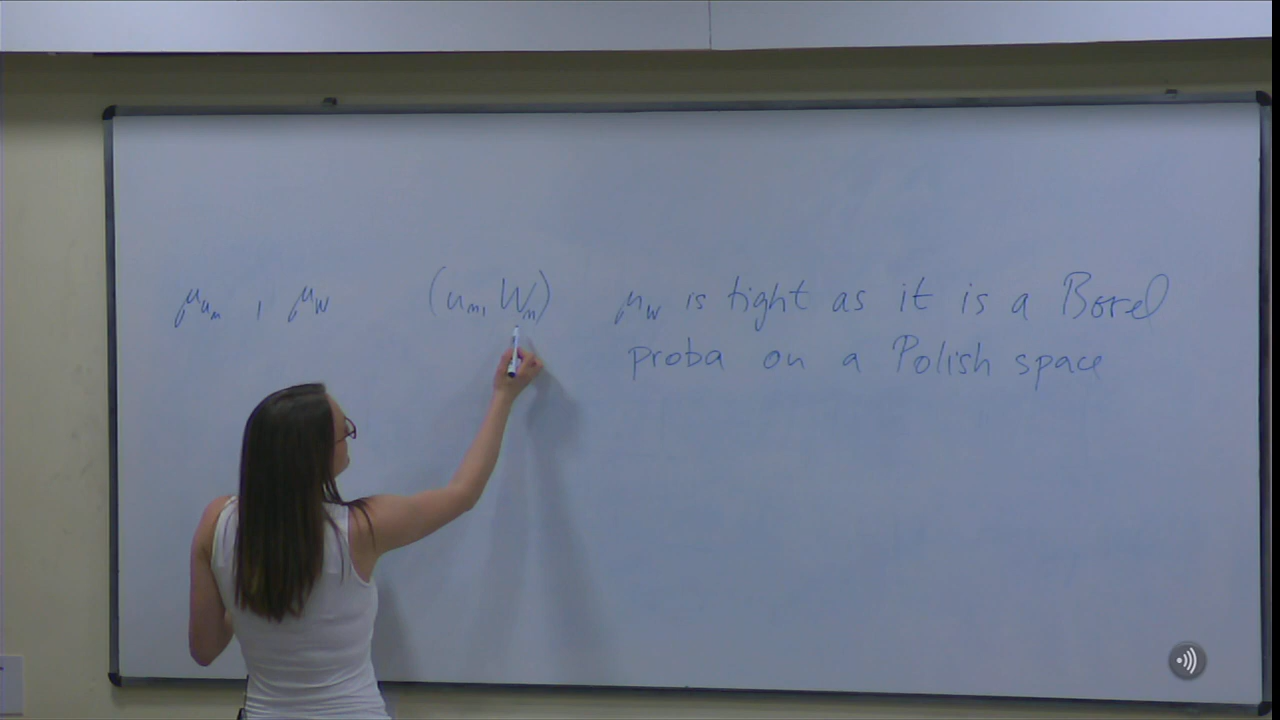 μ_{u_m} , μ_W (u_m, W_m) μ_W is tight as it is a Borel
proba on a Polish space